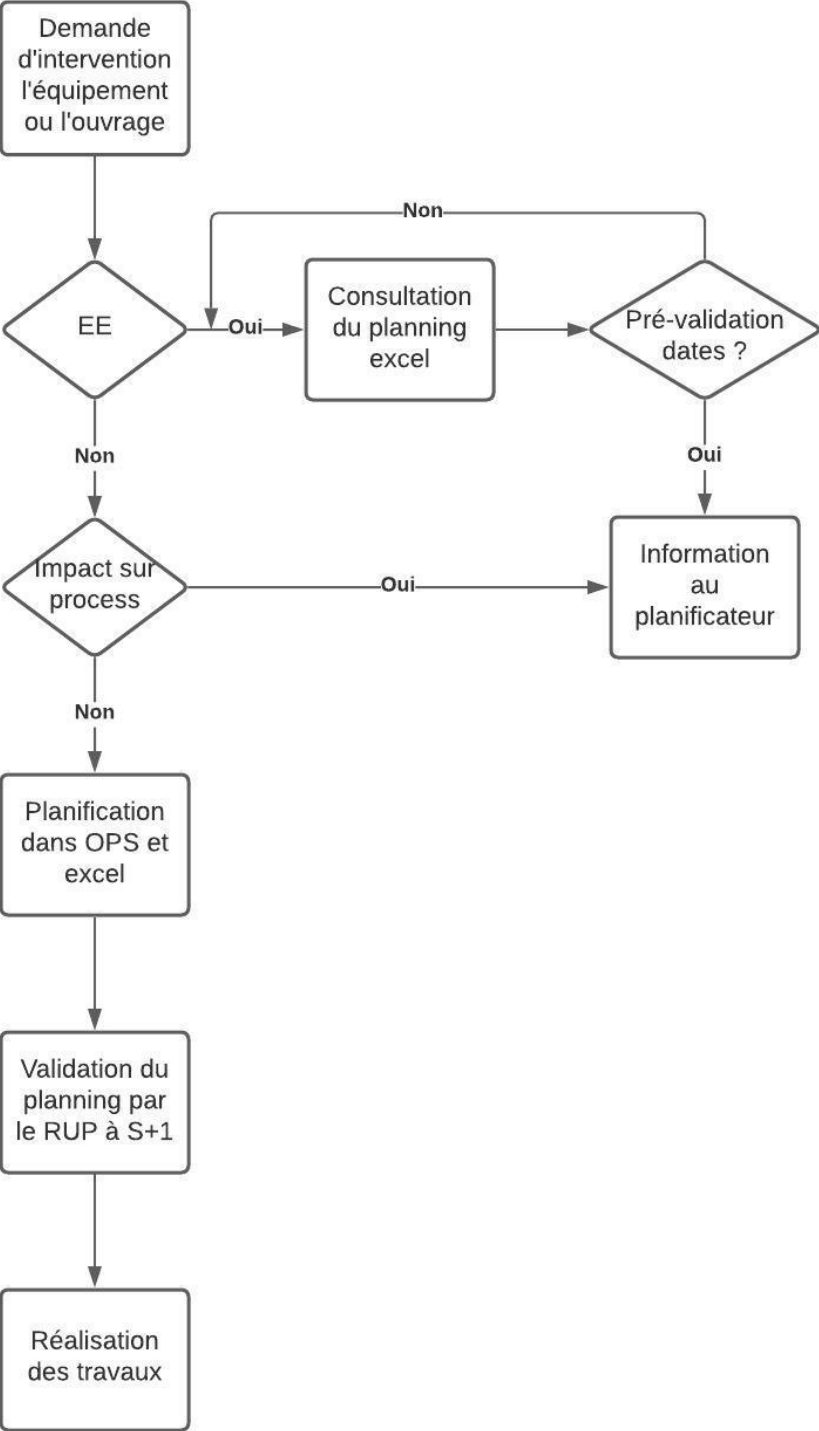 Demande
d'intervention
l'équipement
ou l'ouvrage
Non
EE
Oui
Consultation
du planning
excel
Pré-validation
dates ?
Non
Oui
Impact sur
process
Oui
Information
au
planificateur
Non
Planification
dans OPS et
excel
Validation du
planning par
le RUP à S+1
Réalisation
des travaux